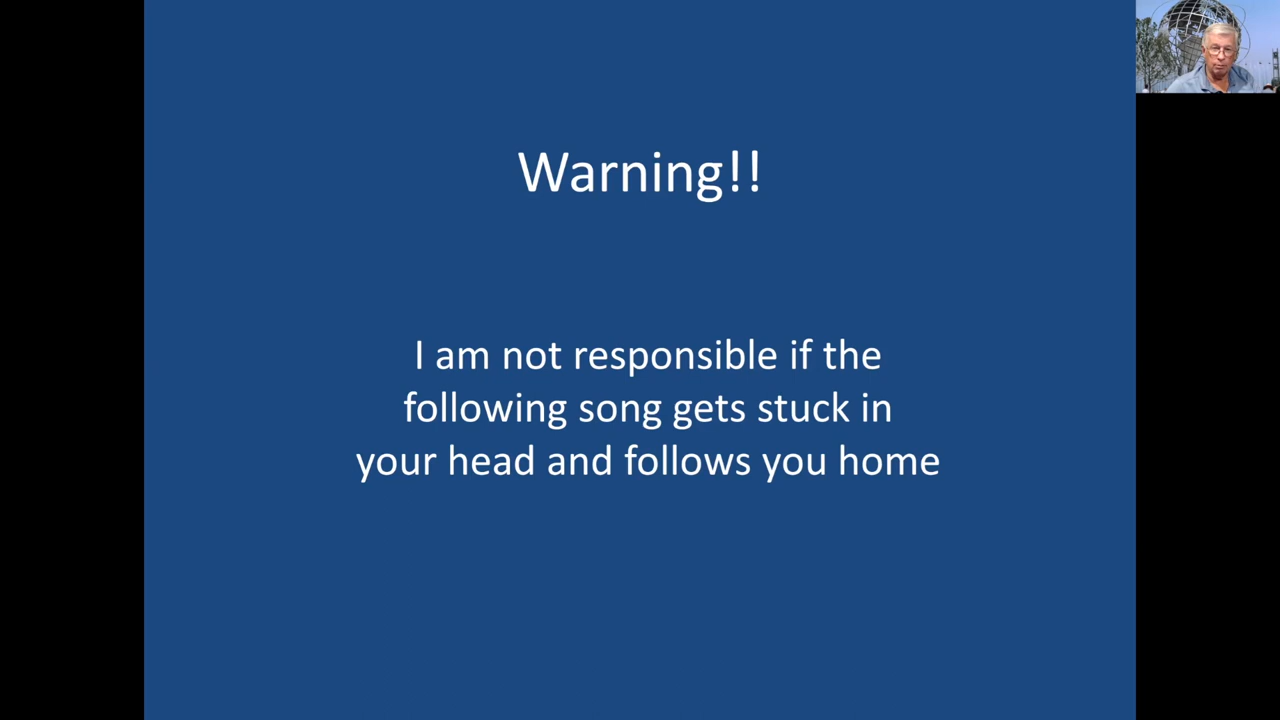 Warning!!
I am not responsible if the
following song gets stuck in
your head and follows you home